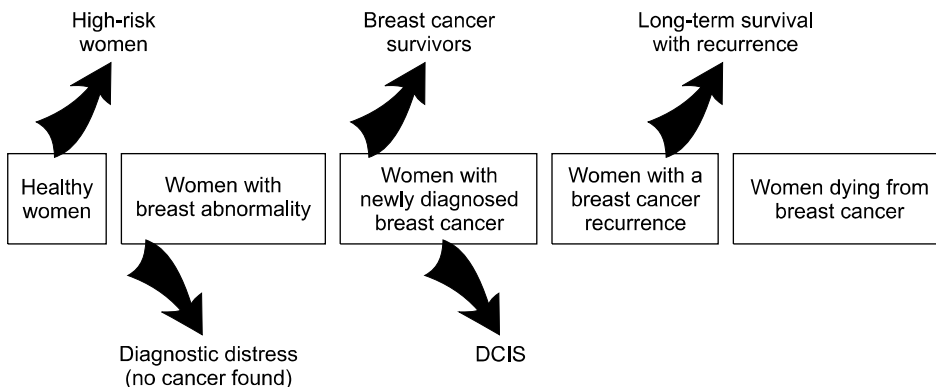 High-risk
women
Breast cancer
survivors
Long-term survival
with recurrence
Healthy
women
Women with
breast abnormality
Women with
newly diagnosed
breast cancer
Women with a
breast cancer
recurrence
Women dying from
breast cancer
Diagnostic distress
(no cancer found)
DCIS